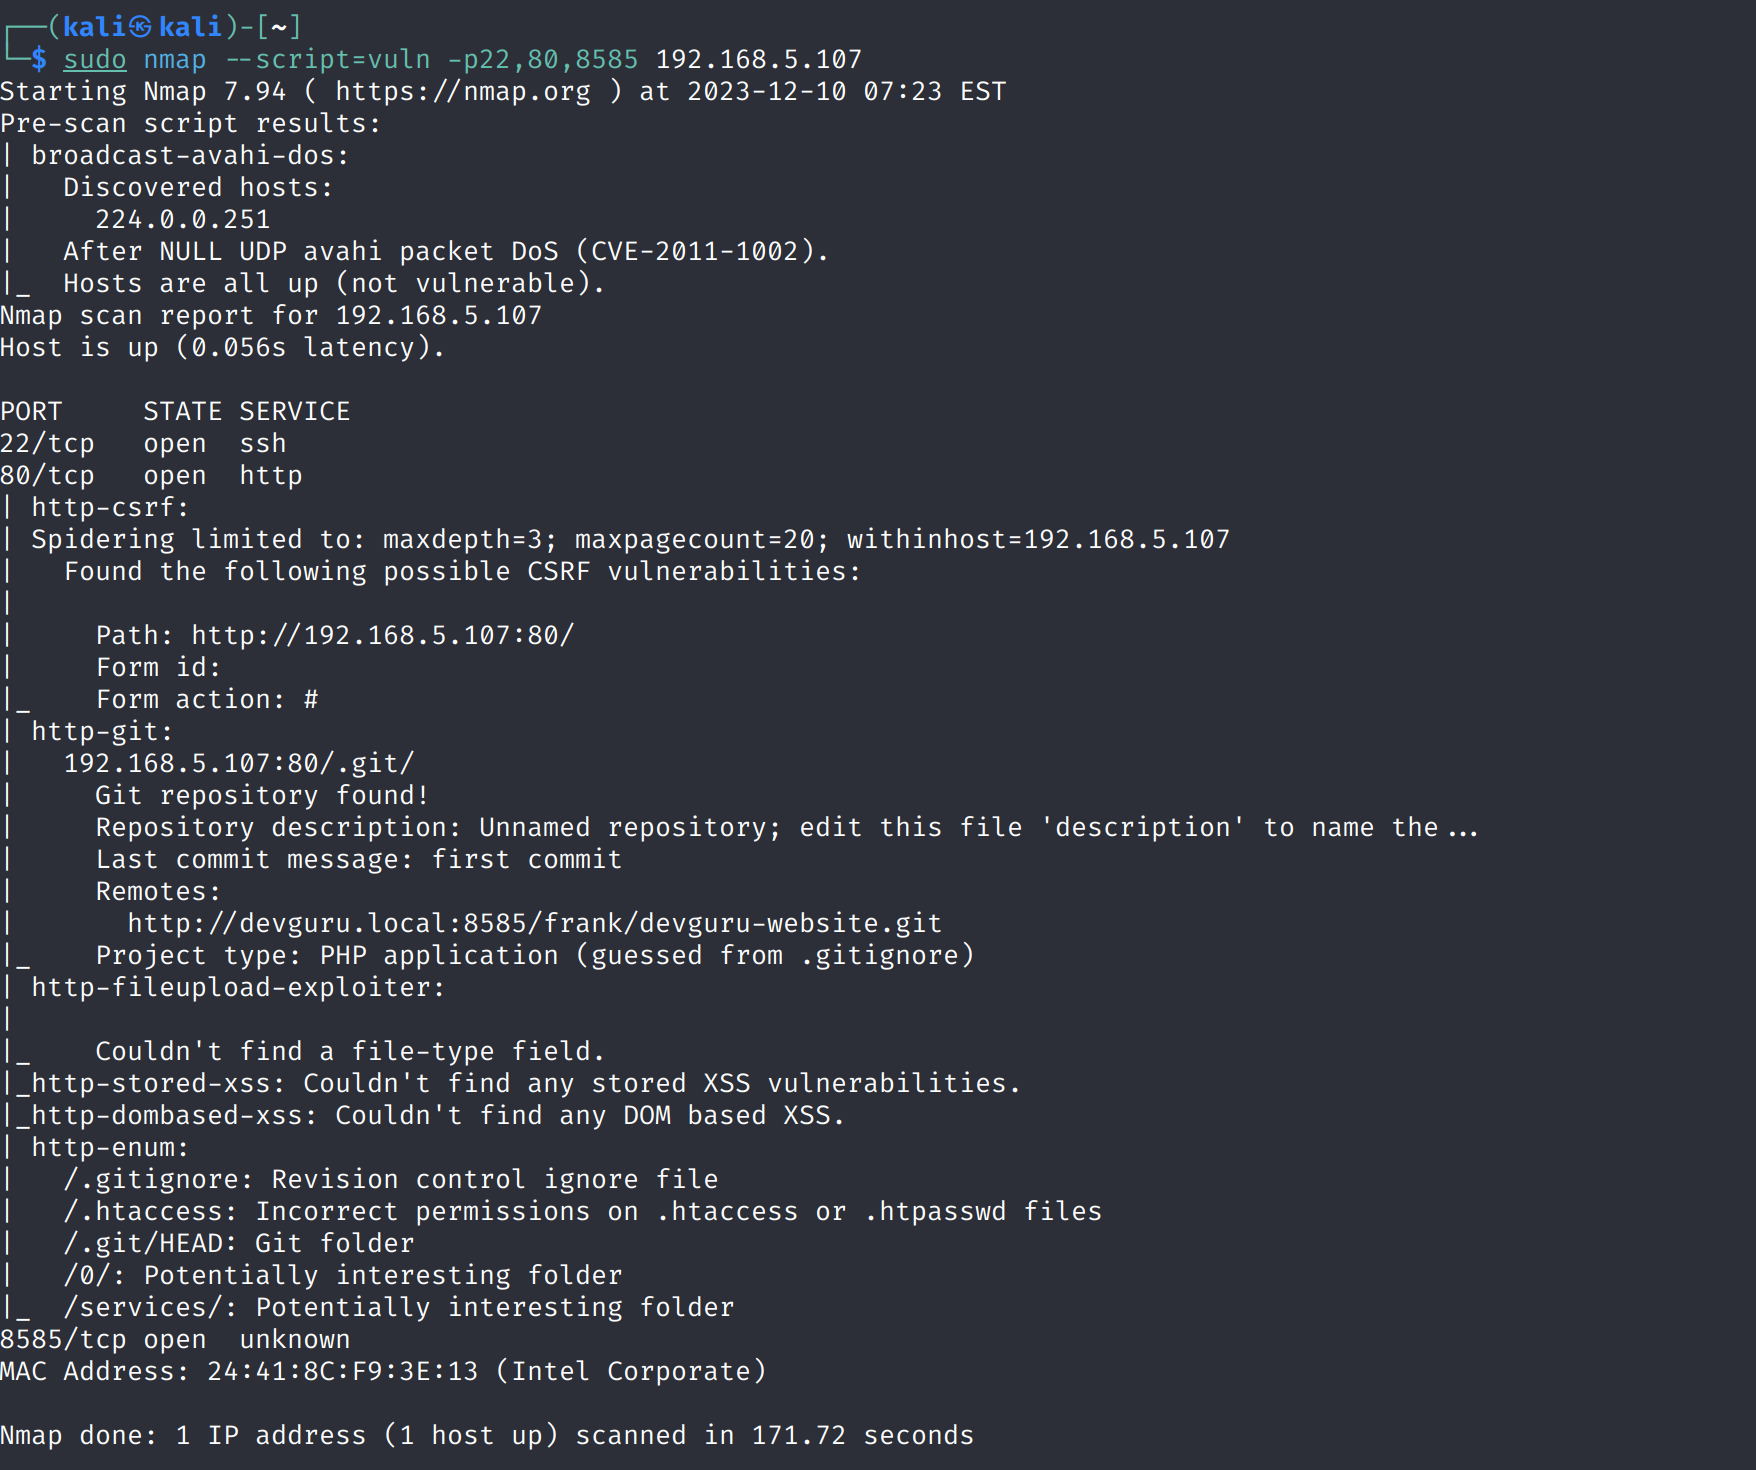 ┌──(kali㉿kali)-[~]
└─$ sudo nmap --script=vuln -p22,80,8585 192.168.5.107
Starting Nmap 7.94 ( https://nmap.org ) at 2023-12-10 07:23 EST
Pre-scan script results:
| broadcast-avahi-dos:
|   Discovered hosts:
|     224.0.0.251
|   After NULL UDP avahi packet DoS (CVE-2011-1002).
|_  Hosts are all up (not vulnerable).
Nmap scan report for 192.168.5.107
Host is up (0.056s latency).

PORT     STATE SERVICE
22/tcp   open  ssh
80/tcp   open  http
| http-csrf:
| Spidering limited to: maxdepth=3; maxpagecount=20; withinhost=192.168.5.107
|   Found the following possible CSRF vulnerabilities:
|
|     Path: http://192.168.5.107:80/
|     Form id:
|_    Form action: #
| http-git:
|   192.168.5.107:80/.git/
|     Git repository found!
|     Repository description: Unnamed repository; edit this file 'description' to name the...
|     Last commit message: first commit
|     Remotes:
|       http://devguru.local:8585/frank/devguru-website.git
|_    Project type: PHP application (guessed from .gitignore)
| http-fileupload-exploiter:
|
|_    Couldn't find a file-type field.
|_http-stored-xss: Couldn't find any stored XSS vulnerabilities.
|_http-dombased-xss: Couldn't find any DOM based XSS.
| http-enum:
|   /.gitignore: Revision control ignore file
|   /.htaccess: Incorrect permissions on .htaccess or .htpasswd files
|   /.git/HEAD: Git folder
|   /0/: Potentially interesting folder
|_  /services/: Potentially interesting folder
8585/tcp open  unknown
MAC Address: 24:41:8C:F9:3E:13 (Intel Corporate)

Nmap done: 1 IP address (1 host up) scanned in 171.72 seconds